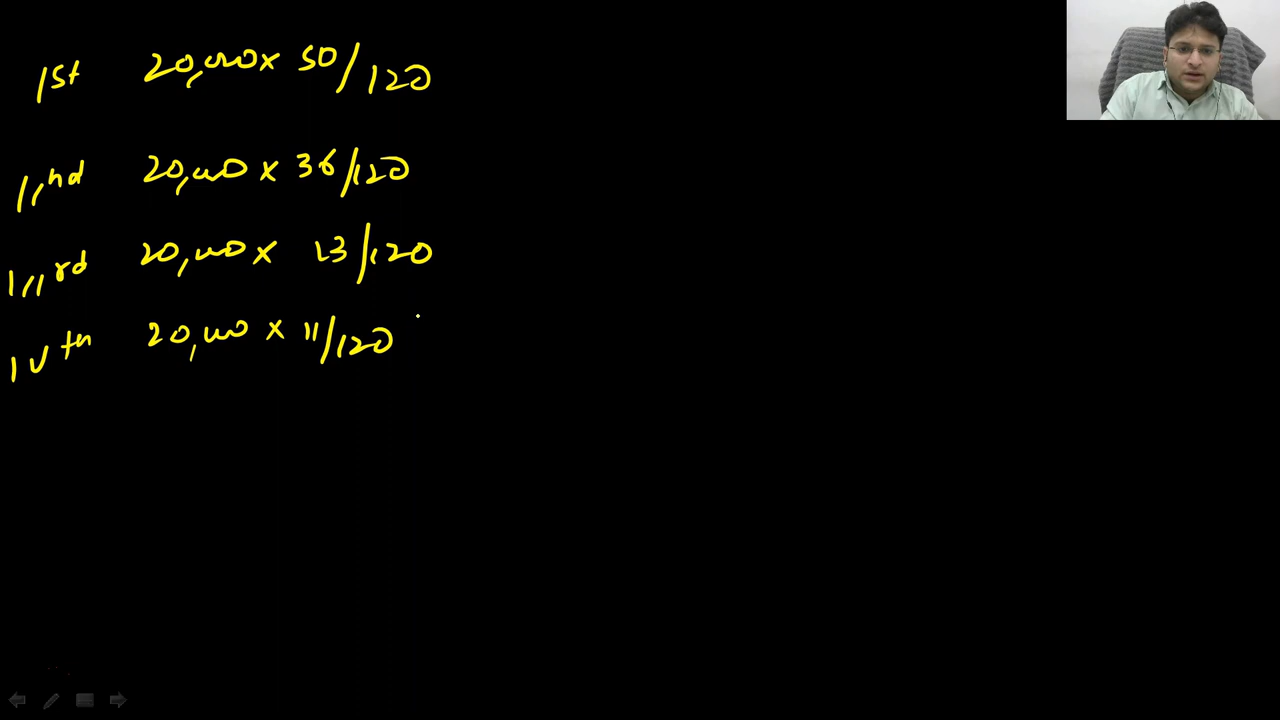 1st 20,000 x 50/120
IInd 20,000 x 36/120
IIIrd 20,000 x 23/120
IVth 20,000 x 11/120